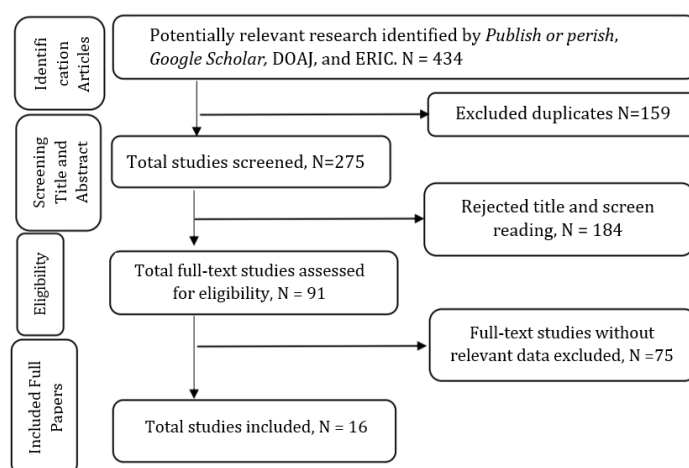 Identifi
cation
Articles
Potentially relevant research identified by Publish or perish,
Google Scholar, DOAJ, and ERIC. N = 434
Excluded duplicates N=159
Screening
Title and
Abstract
Total studies screened, N=275
Rejected title and screen
reading, N = 184
Eligibility
Total full-text studies assessed
for eligibility, N = 91
Full-text studies without
relevant data excluded, N =75
Included Full
Papers
Total studies included, N = 16